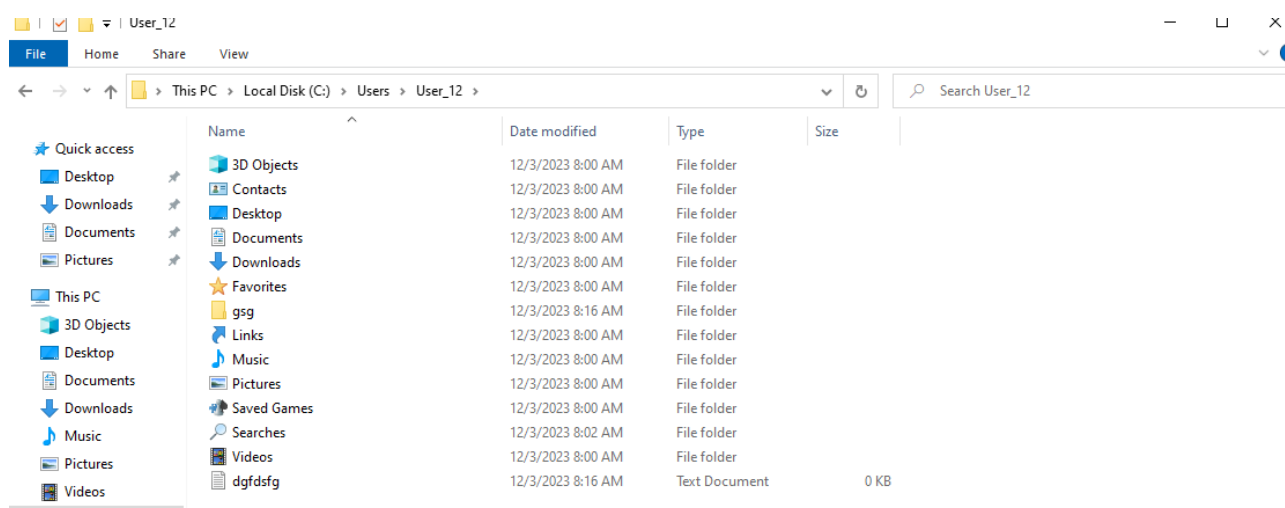 User_12
File Home Share View
This PC Local Disk (C:) Users User_12 Search User_12
Name Date modified Type Size
Quick access
Desktop
Downloads
Documents
Pictures
This PC
3D Objects
Desktop
Documents
Downloads
Music
Pictures
Videos
3D Objects 12/3/2023 8:00 AM File folder
Contacts 12/3/2023 8:00 AM File folder
Desktop 12/3/2023 8:00 AM File folder
Documents 12/3/2023 8:00 AM File folder
Downloads 12/3/2023 8:00 AM File folder
Favorites 12/3/2023 8:00 AM File folder
gsg 12/3/2023 8:16 AM File folder
Links 12/3/2023 8:00 AM File folder
Music 12/3/2023 8:00 AM File folder
Pictures 12/3/2023 8:00 AM File folder
Saved Games 12/3/2023 8:00 AM File folder
Searches 12/3/2023 8:02 AM File folder
Videos 12/3/2023 8:00 AM File folder
dgfdsfg 12/3/2023 8:16 AM Text Document 0 KB